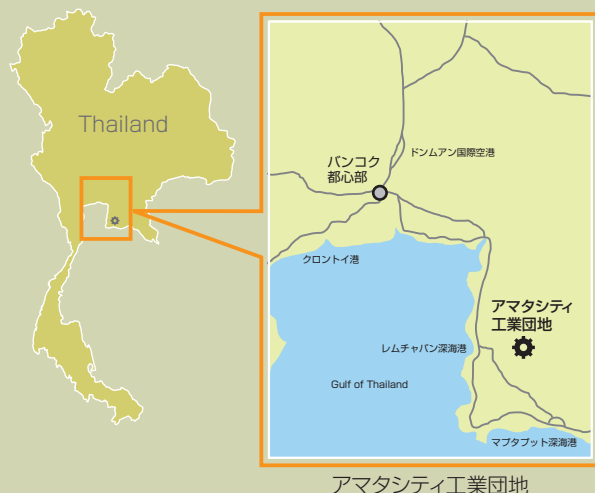 Thailand
バンコク
都心部
ドンムアン国際空港
クロントイ港
アマタシティ
工業団地
レムチャバン深海港
Gulf of Thailand
マプタプット深海港
アマタシティ工業団地